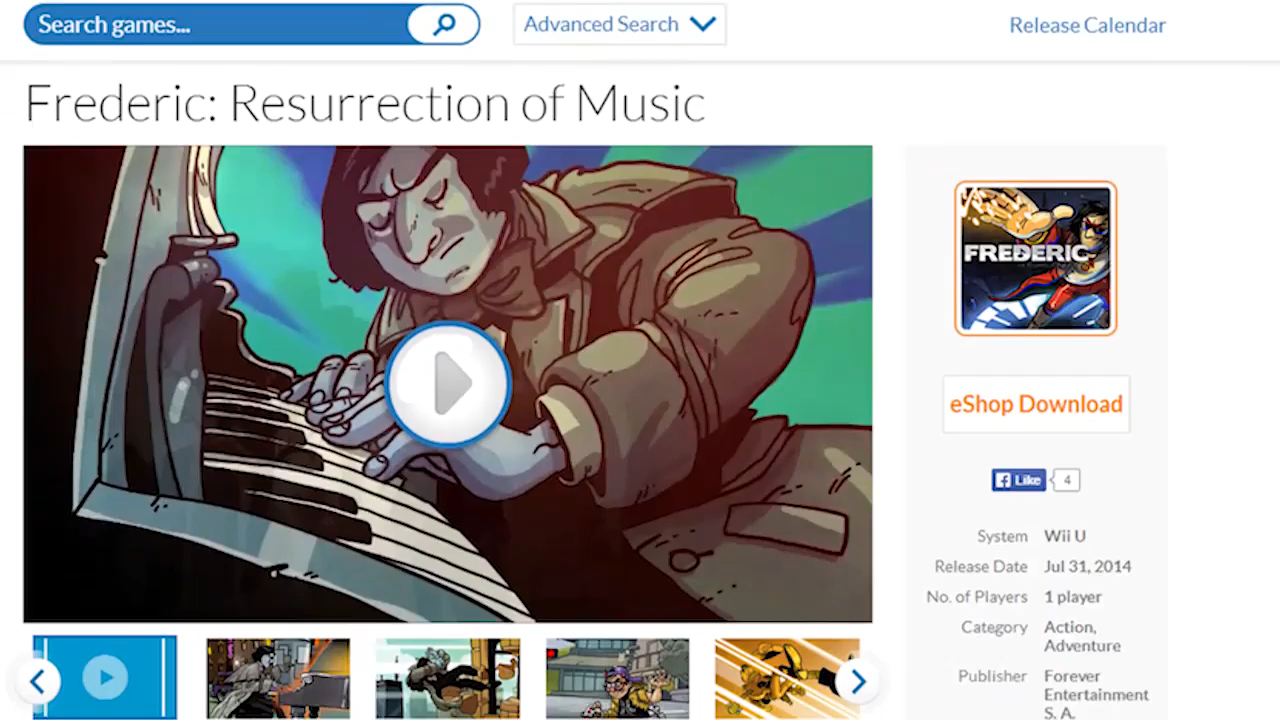 Search games...
Advanced Search
Release Calendar
Frederic: Resurrection of Music
FREDERIC
eShop Download
Like
4
System Wii U
Release Date Jul 31, 2014
No. of Players 1 player
Category Action,
Adventure
Publisher Forever
Entertainment
S. A.